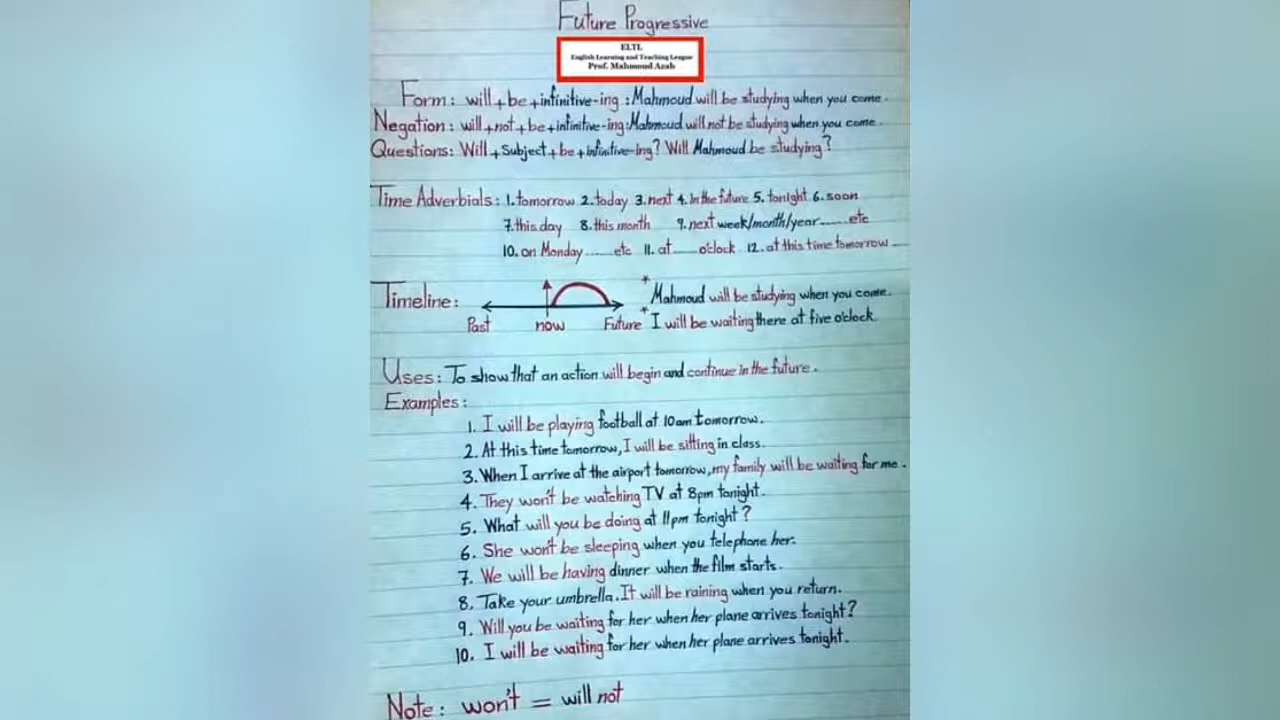 Future Progressive
ELTL
English Learning and Teaching League
Prof. Mahmoud Azab
Form: will+be+infinitive-ing: Mahmoud will be studying when you come.
Negation: will+not+be+infinitive-ing: Mahmoud will not be studying when you come.
Questions: Will+Subject+be+infinitive-ing? Will Mahmoud be studying?
Time Adverbials: 1. tomorrow 2. today 3. next 4. in the future 5. tonight 6. soon
7. this day 8. this month 9. next week/month/year......etc
10. on Monday......etc 11. at......o'clock 12. at this time tomorrow...
Timeline: * Mahmoud will be studying when you come.
Past now Future * I will be waiting there at five o'clock.
Uses: To show that an action will begin and continue in the future.
Examples:
1. I will be playing football at 10am tomorrow.
2. At this time tomorrow, I will be sitting in class.
3. When I arrive at the airport tomorrow, my family will be waiting for me.
4. They won't be watching TV at 8pm tonight.
5. What will you be doing at 11pm tonight?
6. She won't be sleeping when you telephone her.
7. We will be having dinner when the film starts.
8. Take your umbrella. It will be raining when you return.
9. Will you be waiting for her when her plane arrives tonight?
10. I will be waiting for her when her plane arrives tonight.
Note: won't = will not